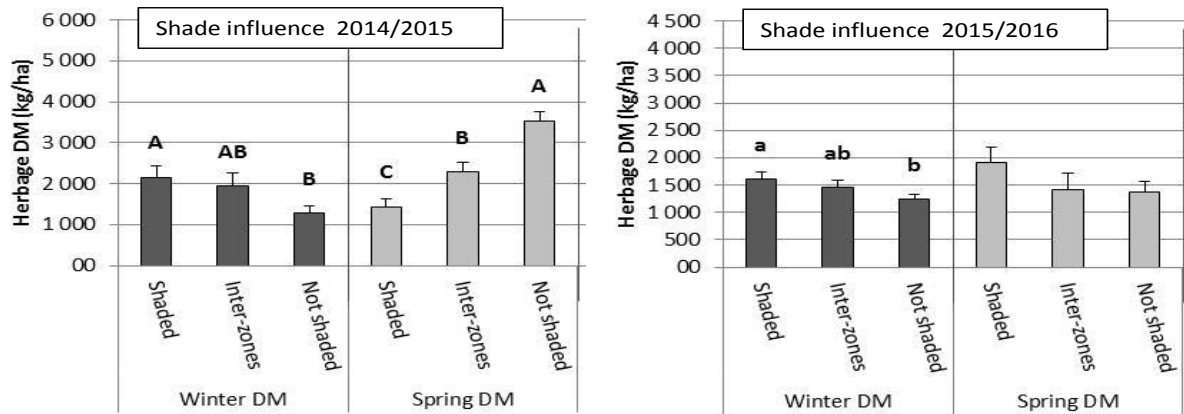 Shade influence 2014/2015
Herbage DM (kg/ha)
6 000
5 000
4 000
3 000
2 000
1 000
00
A
AB
B
C
B
A
Shaded
Inter-zones
Not shaded
Shaded
Inter-zones
Not shaded
Winter DM
Spring DM
Shade influence 2015/2016
Herbage DM (kg/ha)
4 500
4 000
3 500
3 000
2 500
2 000
1 500
1 000
500
00
a
ab
b
Shaded
Inter-zones
Not shaded
Shaded
Inter-zones
Not shaded
Winter DM
Spring DM